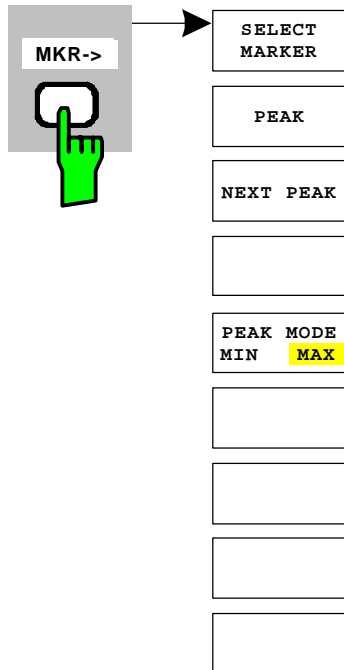 MKR->
SELECT
MARKER
PEAK
NEXT PEAK
PEAK MODE
MIN MAX